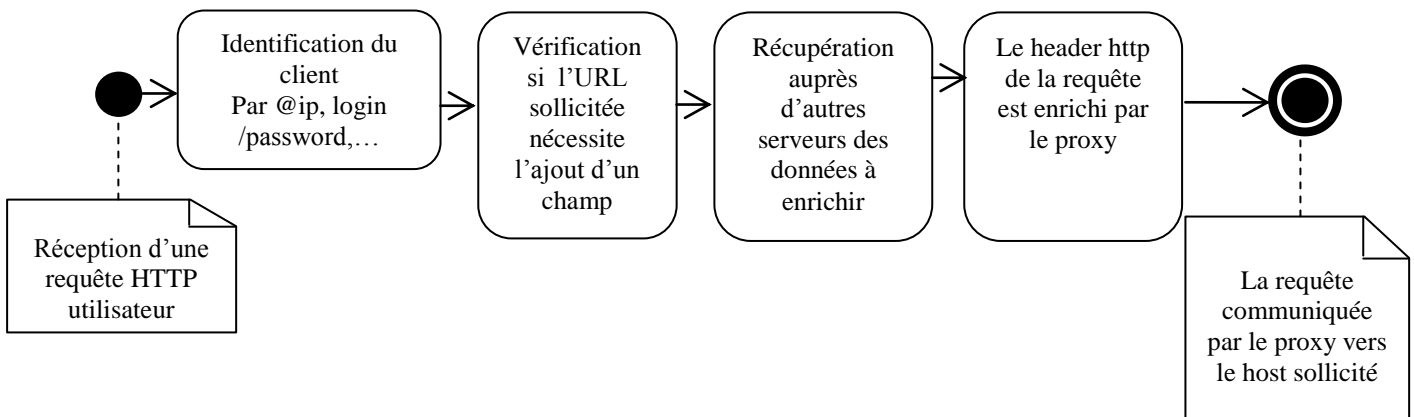 Identification du
client
Par @ip, login
/password,…
Vérification
si l’URL
sollicitée
nécessite
l’ajout d’un
champ
Récupération
auprès
d’autres
serveurs des
données à
enrichir
Le header http
de la requête
est enrichi par
le proxy
Réception d’une
requête HTTP
utilisateur
La requête
communiquée
par le proxy vers
le host sollicité